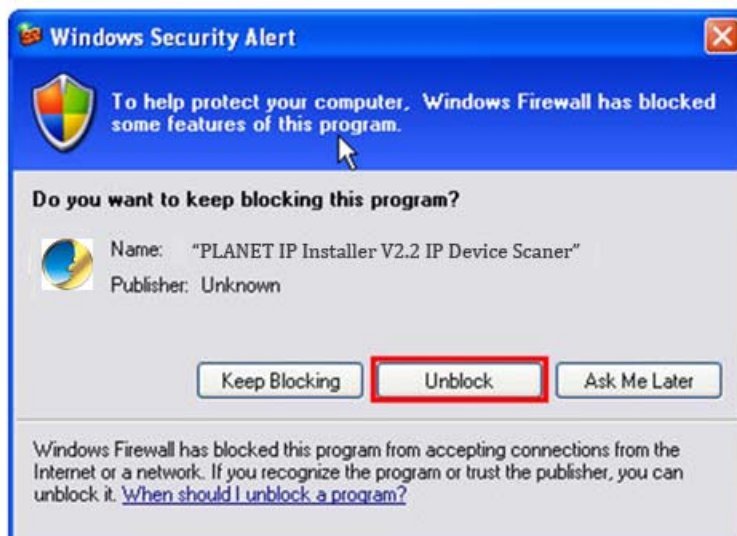 Windows Security Alert
To help protect your computer, Windows Firewall has blocked
some features of this program.
Do you want to keep blocking this program?
Name: "PLANET IP Installer V2.2 IP Device Scaner"
Publisher: Unknown
Keep Blocking Unblock Ask Me Later
Windows Firewall has blocked this program from accepting connections from the
Internet or a network. If you recognize the program or trust the publisher, you can
unblock it. When should I unblock a program?